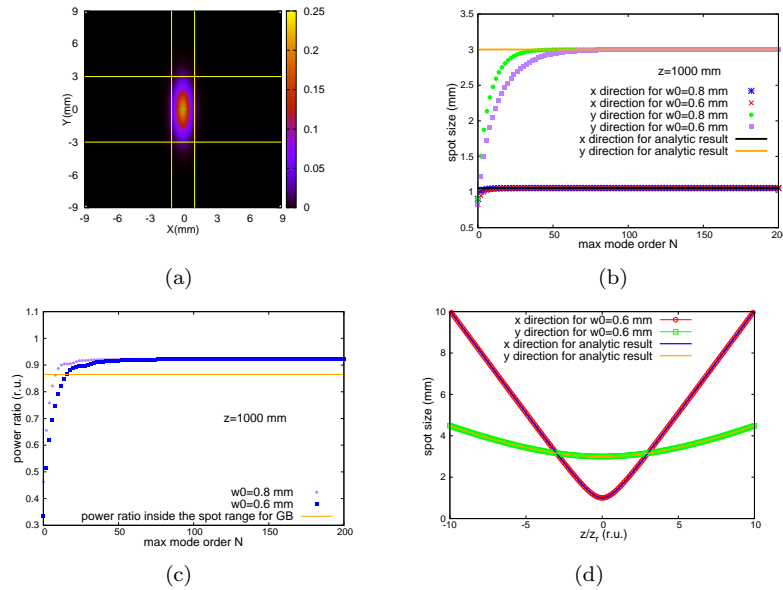 9
6
3
0
-3
-6
-9
Y(mm)
-9 -6 -3 0 3 6 9
X(mm)
0.25
0.2
0.15
0.1
0.05
0
(a)
3.5
3
2.5
2
1.5
1
0.5
spot size (mm)
z=1000 mm
x direction for w0=0.8 mm
x direction for w0=0.6 mm
y direction for w0=0.8 mm
y direction for w0=0.6 mm
x direction for analytic result
y direction for analytic result
0 50 100 150 200
max mode order N
(b)
1.1
1
0.9
0.8
0.7
0.6
0.5
0.4
0.3
power ratio (r.u.)
z=1000 mm
w0=0.8 mm
w0=0.6 mm
power ratio inside the spot range for GB
0 50 100 150 200
max mode order N
(c)
10
8
6
4
2
0
spot size (mm)
x direction for w0=0.6 mm
y direction for w0=0.6 mm
x direction for analytic result
y direction for analytic result
-10 -5 0 5 10
z/zr (r.u.)
(d)